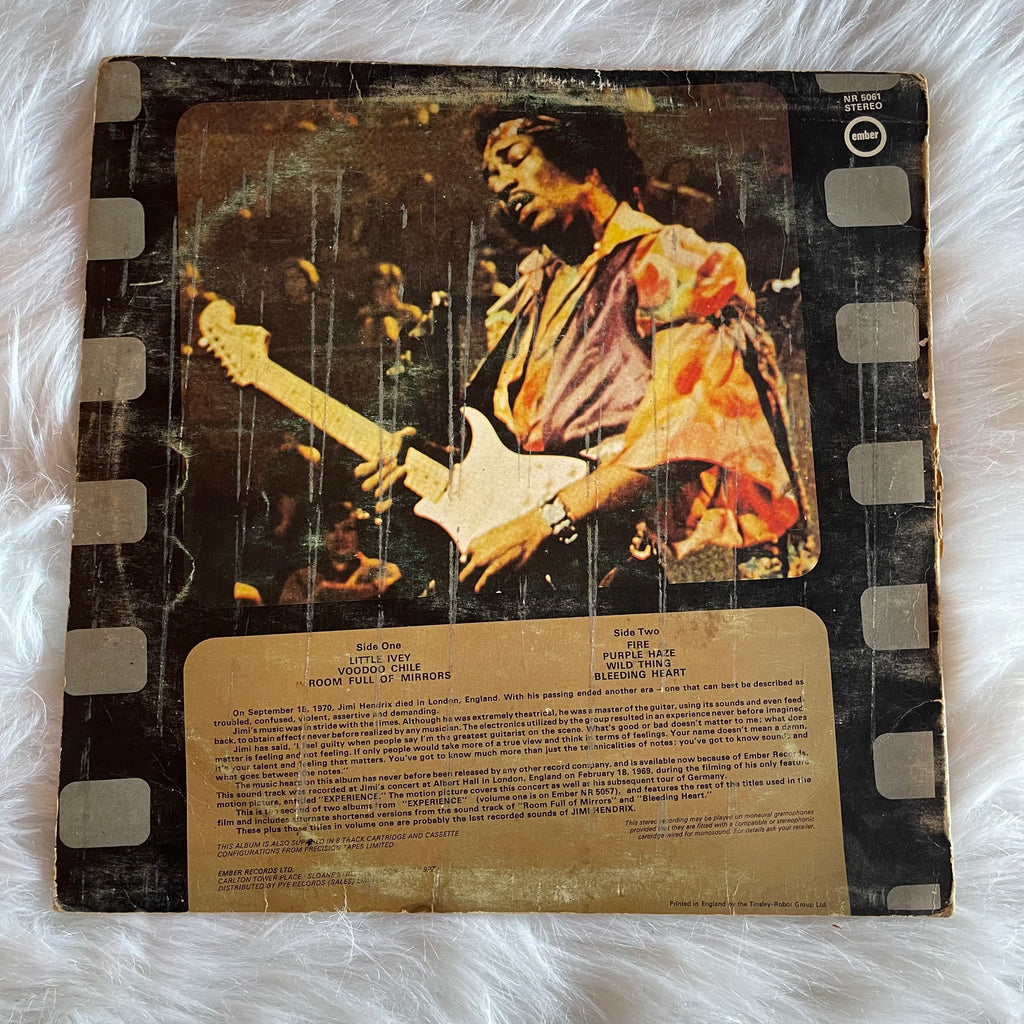 NR 5061
STEREO
ember
Side One
LITTLE IVEY
VOODOO CHILE
ROOM FULL OF MIRRORS
Side Two
FIRE
PURPLE HAZE
WILD THING
BLEEDING HEART
On September 18, 1970, Jimi Hendrix died in London, England. With his passing ended another era - one that can best be described as
troubled, confused, violent, assertive and demanding.
Jimi's music was in stride with the times. Although he was extremely theatrical, he was a master of the guitar, using its sounds and even feed-
back, to obtain effects never before realized by any musician. The electronics utilized by the group resulted in an experience never before imagined.
Jimi has said, 'I feel guilty when people say I'm the greatest guitarist on the scene. What's good or bad doesn't matter to me; what does
matter is feeling and not feeling. If only people would take more of a true view and think in terms of feelings. Your name doesn't mean a damn,
it's your talent and feeling that matters. You've got to know much more than just the technicalities of notes; you've got to know sounds and
what goes between the notes."
The music heard on this album has never before been released by any other record company, and is available now because of Ember Records.
This sound track was recorded at Jimi's concert at Albert Hall in London, England on February 18, 1969, during the filming of his only feature
motion picture, entitled "EXPERIENCE." The motion picture covers this concert as well as his subsequent tour of Germany.
This is the second of two albums from "EXPERIENCE" (volume one is on Ember NR 5057), and features the rest of the titles used in the
film and includes alternate shortened versions from the sound track of "Room Full of Mirrors" and "Bleeding Heart."
These plus the titles in volume one are probably the last recorded sounds of JIMI HENDRIX.
This stereo recording may be played on monaural gramophones
provided that they are fitted with a compatible or stereophonic
cartridge wired for monosound. For details ask your retailer.
THIS ALBUM IS ALSO SUPPLIED IN 8 TRACK CARTRIDGE AND CASSETTE
CONFIGURATIONS FROM PRECISION TAPES LIMITED
EMBER RECORDS LTD.
CARLTON TOWER PLACE · SLOANE
DISTRIBUTED BY PYE RECORDS (SALES) LIMITED
Printed in England by the Tinsley-Robor Group Ltd.